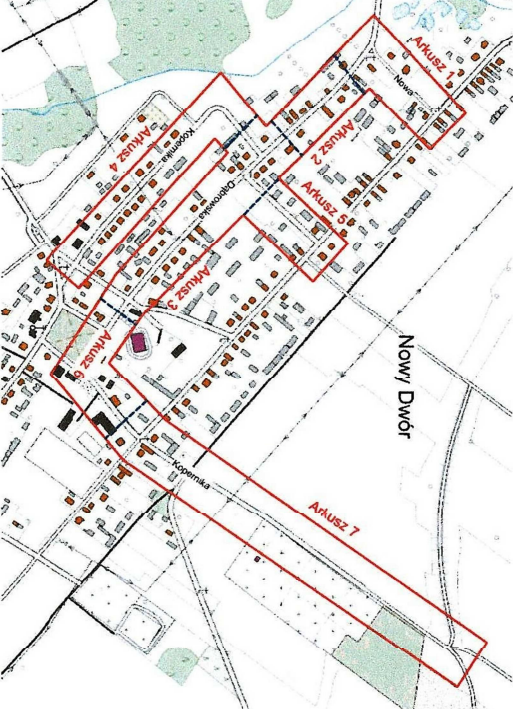 Arkusz 1
Nowa
Arkusz 2
Arkusz 4
Kopernika
Dąbrowska
Arkusz 5
Arkusz 3
Nowy Dwór
Arkusz 6
Kopernika
Arkusz 7